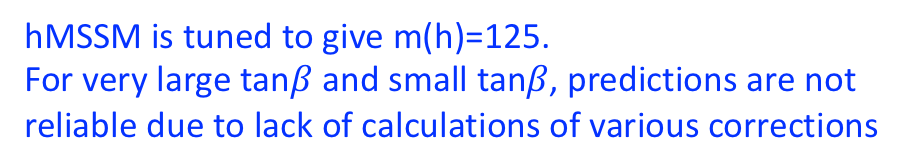 hMSSM is tuned to give m(h)=125.
For very large tan𝛽 and small tan𝛽, predictions are not
reliable due to lack of calculations of various corrections